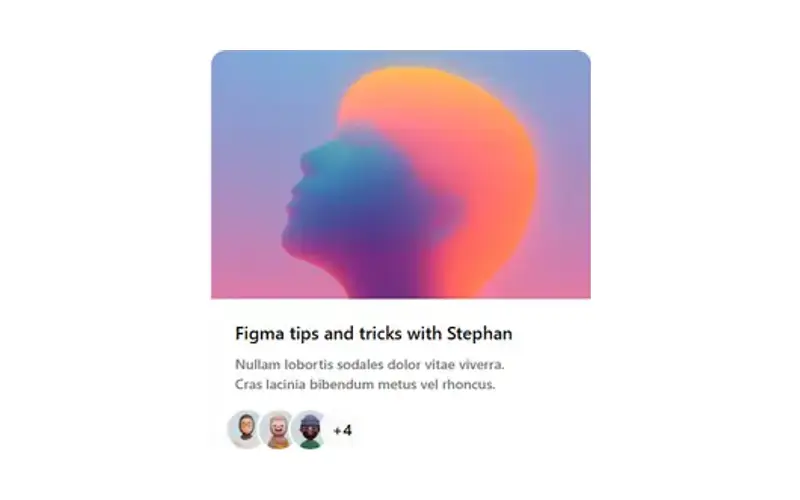 Figma tips and tricks with Stephan
Nullam lobortis sodales dolor vitae viverra.
Cras lacinia bibendum metus vel rhoncus.
+4